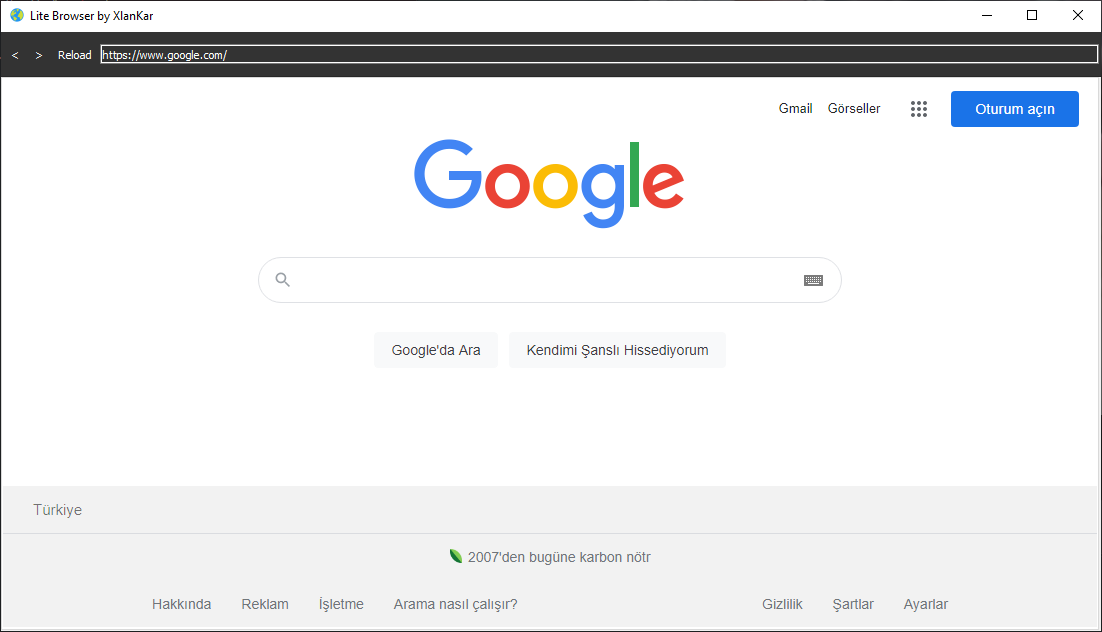 Lite Browser by XlanKar
< > Reload https://www.google.com/
Gmail Görseller Oturum açın
Google
Google'da Ara Kendimi Şanslı Hissediyorum
Türkiye
2007'den bugüne karbon nötr
Hakkında Reklam İşletme Arama nasıl çalışır? Gizlilik Şartlar Ayarlar